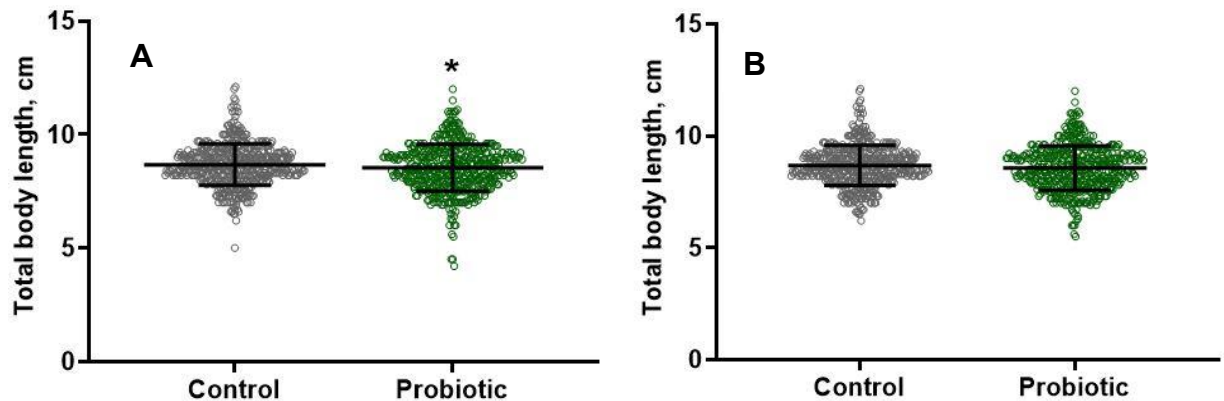 A
Total body length, cm
15
10
5
0
*
Control
Probiotic
B
Total body length, cm
15
10
5
0
Control
Probiotic